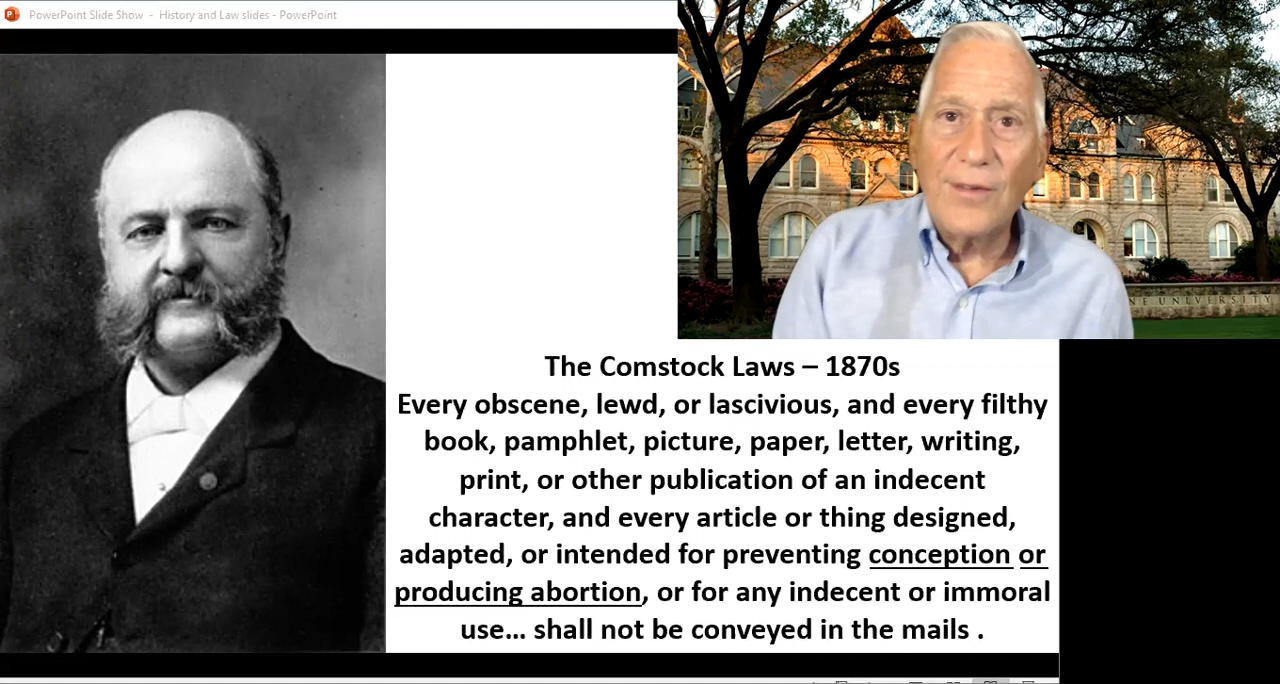 PowerPoint Slide Show - History and Law slides - PowerPoint
NE UNIVERSITY
The Comstock Laws – 1870s
Every obscene, lewd, or lascivious, and every filthy
book, pamphlet, picture, paper, letter, writing,
print, or other publication of an indecent
character, and every article or thing designed,
adapted, or intended for preventing conception or
producing abortion, or for any indecent or immoral
use… shall not be conveyed in the mails .